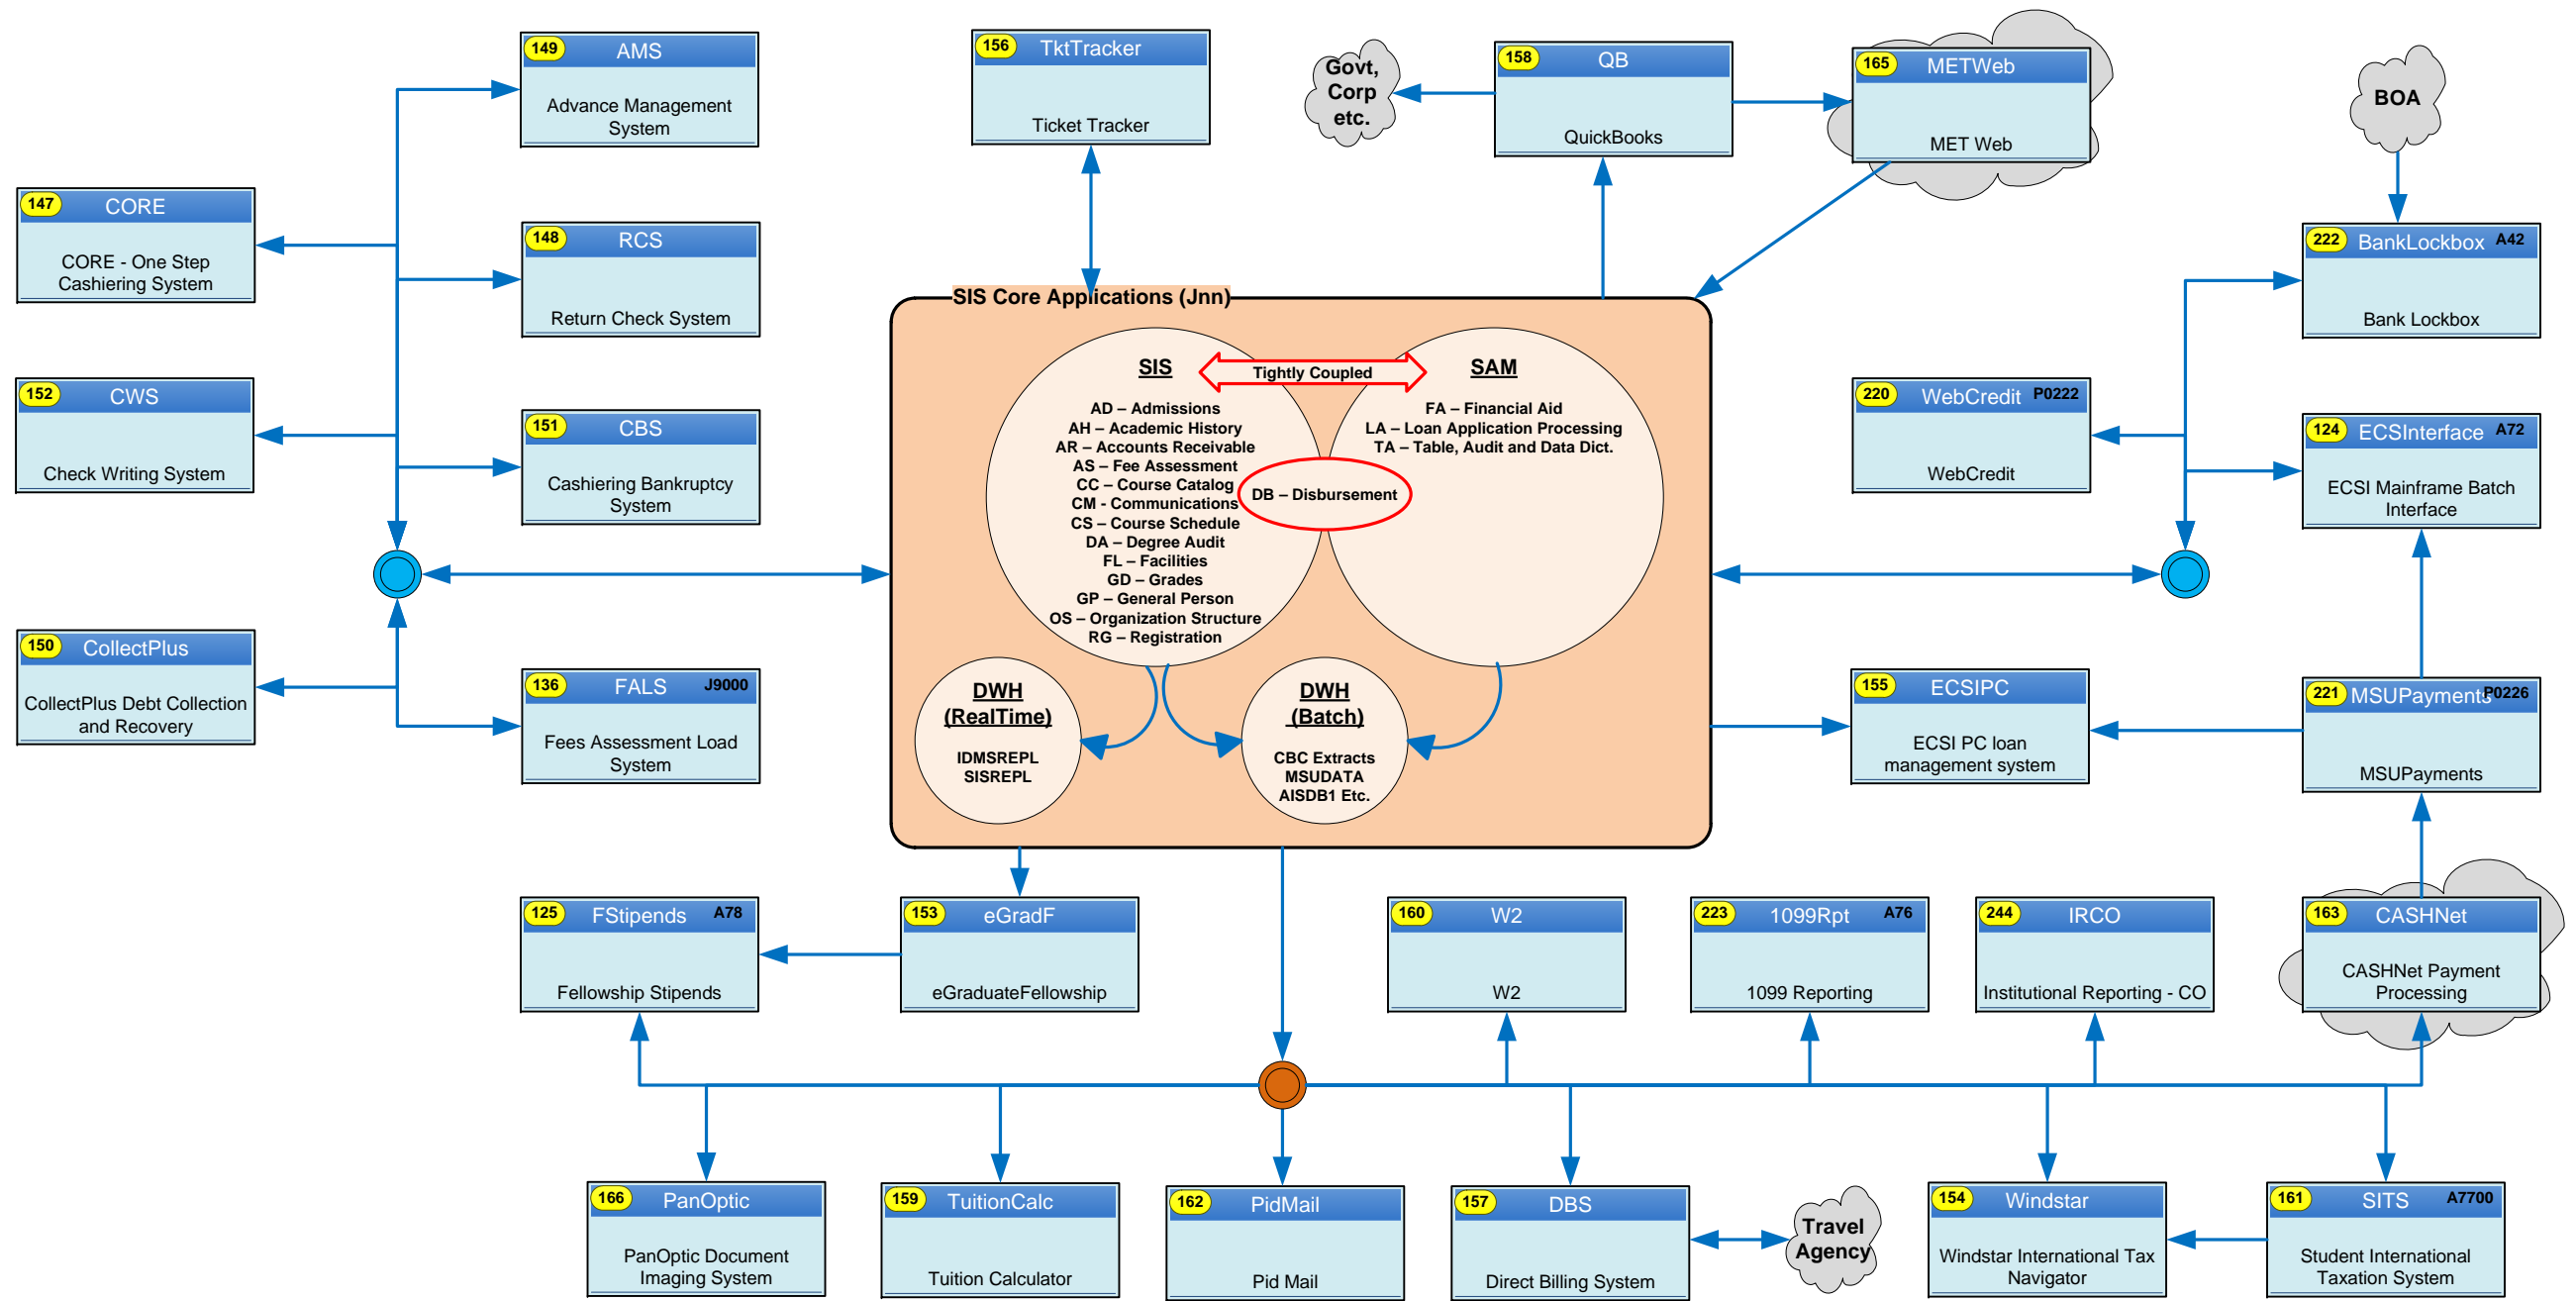 149 AMS
Advance Management
System
156 TktTracker
Ticket Tracker
Govt,
Corp
etc.
158 QB
QuickBooks
165 METWeb
MET Web
BOA
147 CORE
CORE - One Step
Cashiering System
148 RCS
Return Check System
222 BankLockbox A42
Bank Lockbox
152 CWS
Check Writing System
151 CBS
Cashiering Bankruptcy
System
220 WebCredit P0222
WebCredit
124 ECSInterface A72
ECSI Mainframe Batch
Interface
SIS Core Applications (Jnn)
SIS
Tightly Coupled
SAM
AD – Admissions
AH – Academic History
AR – Accounts Receivable
AS – Fee Assessment
CC – Course Catalog
CM - Communications
CS – Course Schedule
DA – Degree Audit
FL – Facilities
GD – Grades
GP – General Person
OS – Organization Structure
RG – Registration
FA – Financial Aid
LA – Loan Application Processing
TA – Table, Audit and Data Dict.
DB – Disbursement
DWH
(RealTime)
IDMSREPL
SISREPL
DWH
(Batch)
CBC Extracts
MSUDATA
AISDB1 Etc.
150 CollectPlus
CollectPlus Debt Collection
and Recovery
136 FALS J9000
Fees Assessment Load
System
155 ECSIPC
ECSI PC loan
management system
221 MSUPayments P0226
MSUPayments
125 FStipends A78
Fellowship Stipends
153 eGradF
eGraduateFellowship
160 W2
W2
223 1099Rpt A76
1099 Reporting
244 IRCO
Institutional Reporting - CO
163 CASHNet
CASHNet Payment
Processing
166 PanOptic
PanOptic Document
Imaging System
159 TuitionCalc
Tuition Calculator
162 PidMail
Pid Mail
157 DBS
Direct Billing System
Travel
Agency
154 Windstar
Windstar International Tax
Navigator
161 SITS A7700
Student International
Taxation System